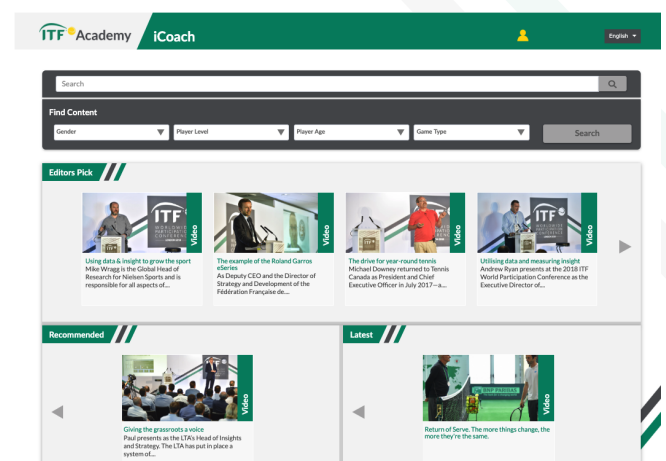 ITF Academy
iCoach
English
Search
Find Content
Gender
Player Level
Player Age
Game Type
Search
Editors Pick
ITF
WORLDWIDE
PARTICIPATION
CONFERENCE
Video
Video
Video
ITF
Video
Using data & insight to grow the sport
Mike Wragg is the Global Head of
Research for Nielsen Sports and is
responsible for all aspects of...
The example of the Roland Garros
eSeries
As Deputy CEO and the Director of
Strategy and Development of the
Fédération Française de...
The drive for year-round tennis
Michael Downey returned to Tennis
Canada as President and Chief
Executive Officer in July 2017—a...
Utilising data and measuring insight
Andrew Ryan presents at the 2018 ITF
World Participation Conference as the
Executive Director of...
Recommended
Video
Giving the grassroots a voice
Paul presents as the LTA's Head of Insights
and Strategy. The LTA has put in place a
system of...
Latest
BNP PARIBAS
Video
Return of Serve. The more things change, the
more they're the same.